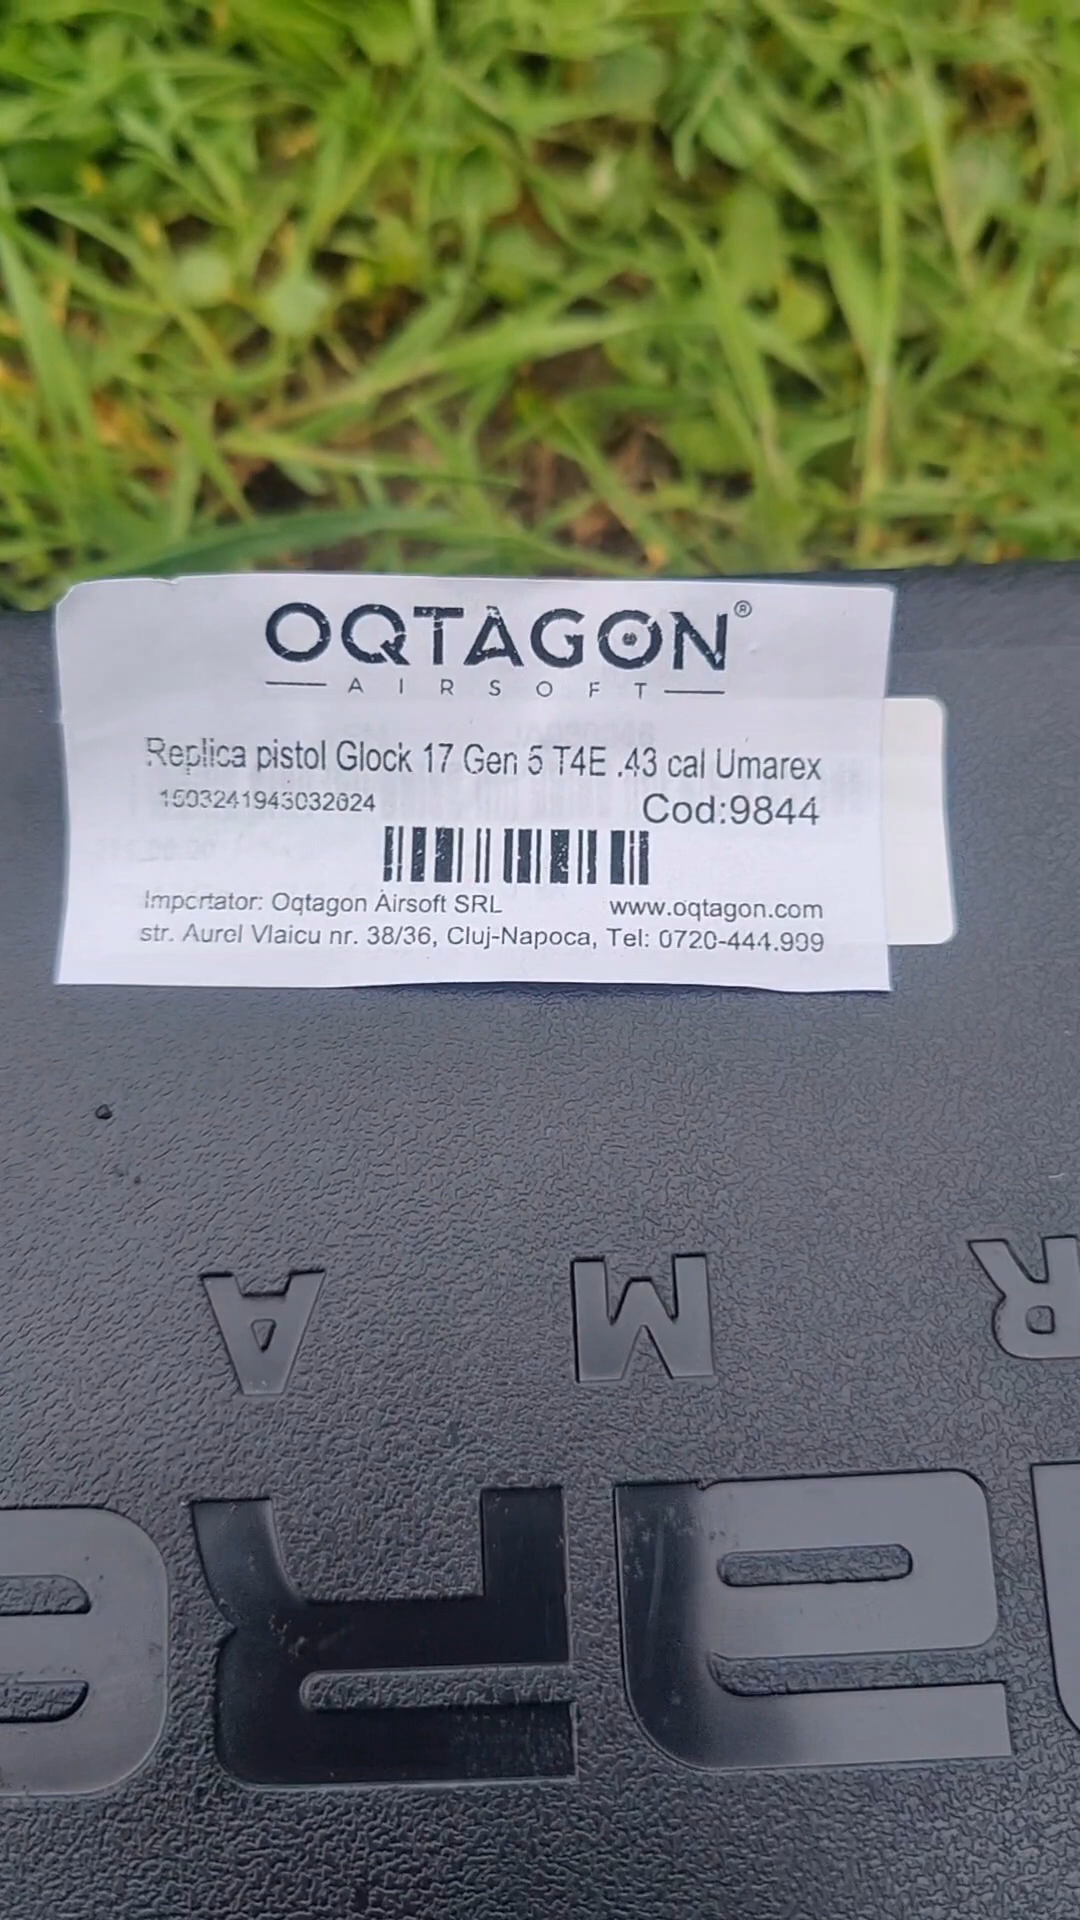 OQTAGON®
AIRSOFT
Replica pistol Glock 17 Gen 5 T4E .43 cal Umarex
1503241943032024
Cod:9844
Importator: Oqtagon Airsoft SRL
www.oqtagon.com
str. Aurel Vlaicu nr. 38/36, Cluj-Napoca, Tel: 0720-444.999